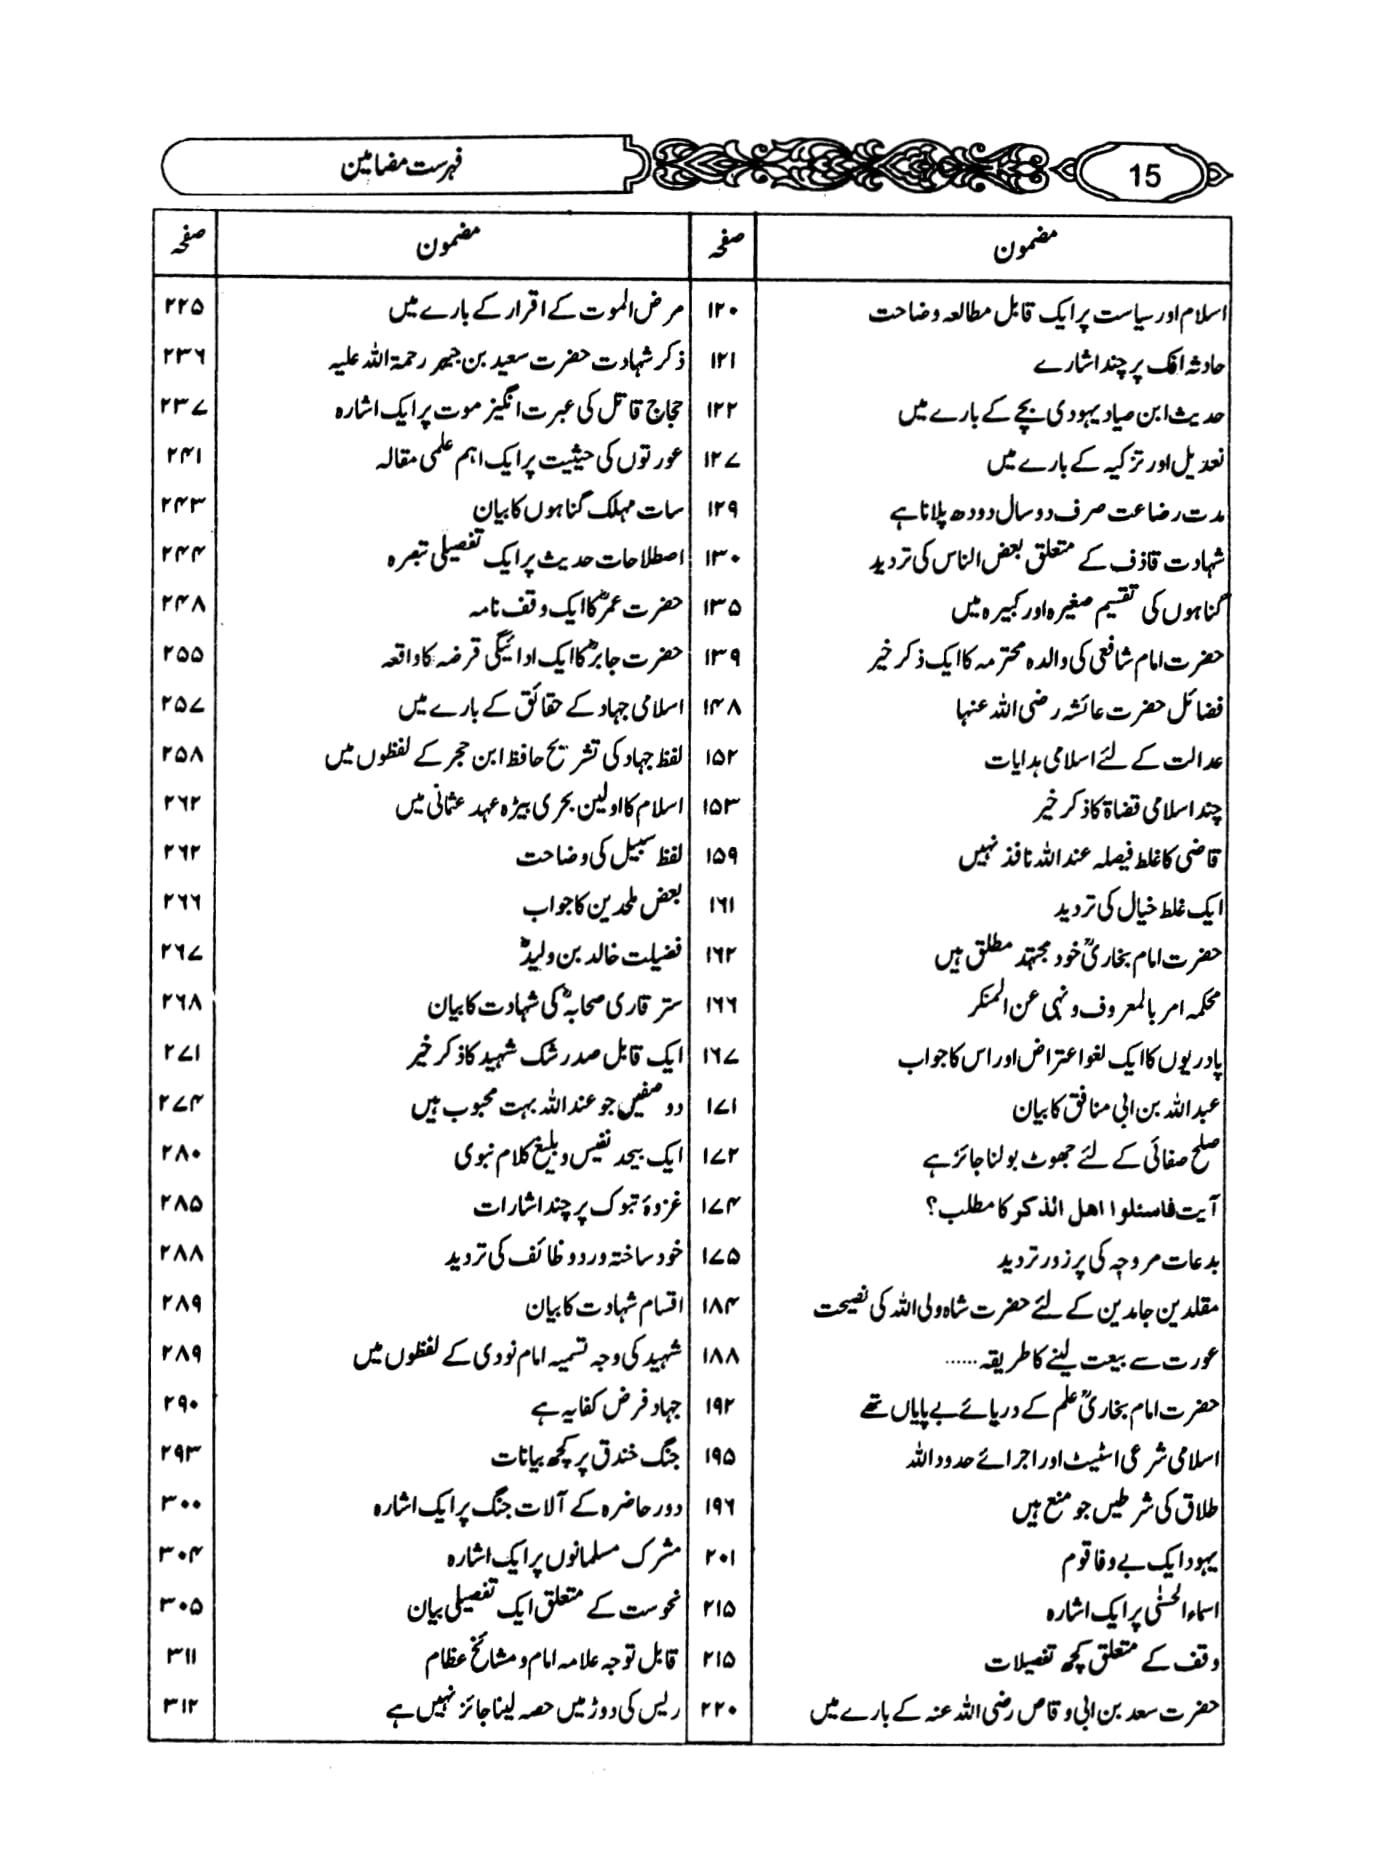 15
فہرست مضامین
مضمون صفحہ
اسلام اور سیاست پر ایک قابل مطالعہ وضاحت ۱۲۰
حادثہ افک پر چند اشارے ۱۲۱
حدیث ابن صیاد یہودی بچے کے بارے میں ۱۲۲
تعدیل اور تزکیہ کے بارے میں ۱۲۷
مدت رضاعت صرف دو سال دودھ پلانا ہے ۱۲۹
شہادت قاذف کے متعلق بعض الناس کی تردید ۱۳۰
گناہوں کی تقسیم صغیرہ اور کبیرہ میں ۱۳۵
حضرت امام شافعی کی والدہ محترمہ کا ایک ذکر خیر ۱۳۹
فضائل حضرت عائشہ رضی اللہ عنہا ۱۴۸
عدالت کے لئے اسلامی ہدایات ۱۵۲
چند اسلامی قضاۃ کا ذکر خیر ۱۵۳
قاضی کا غلط فیصلہ عند اللہ نافذ نہیں ۱۵۹
ایک غلط خیال کی تردید ۱۶۱
حضرت امام بخاریؒ خود مجتہد مطلق ہیں ۱۶۲
محکمہ امر بالمعروف و نہی عن المنکر ۱۶۶
پادریوں کا ایک لغو اعتراض اور اس کا جواب ۱۶۷
عبداللہ بن ابی منافق کا بیان ۱۷۱
صلح صفائی کے لئے جھوٹ بولنا جائز ہے ۱۷۲
آیت فاسئلوا اهل الذکر کا مطلب؟ ۱۷۴
بدعات مروجہ کی پرزور تردید ۱۷۵
مقلدین جامدین کے لئے حضرت شاہ ولی اللہ کی نصیحت ۱۸۴
عورت سے بیعت لینے کا طریقہ...... ۱۸۸
حضرت امام بخاریؒ علم کے دریائے بے پایاں تھے ۱۹۲
اسلامی شرعی اسٹیٹ اور اجرائے حدود اللہ ۱۹۵
طلاق کی شرطیں جو منع ہیں ۱۹۶
یہود ایک بے وفا قوم ۲۰۱
اسماء الحسنٰی پر ایک اشارہ ۲۱۵
وقف کے متعلق کچھ تفصیلات ۲۱۵
حضرت سعد بن ابی وقاص رضی اللہ عنہ کے بارے میں ۲۲۰
مضمون صفحہ
مرض الموت کے اقرار کے بارے میں ۲۲۵
ذکر شہادت حضرت سعید بن جبیر رحمۃ اللہ علیہ ۲۳۶
حجاج قاتل کی عبرت انگیز موت پر ایک اشارہ ۲۳۷
عورتوں کی حیثیت پر ایک اہم علمی مقالہ ۲۴۱
سات مہلک گناہوں کا بیان ۲۴۳
اصطلاحات حدیث پر ایک تفصیلی تبصرہ ۲۴۴
حضرت عمرؓ کا ایک وقف نامہ ۲۴۸
حضرت جابرؓ کا ایک ادائیگی قرضہ کا واقعہ ۲۵۵
اسلامی جہاد کے حقائق کے بارے میں ۲۵۷
لفظ جہاد کی تشریح حافظ ابن حجر کے لفظوں میں ۲۵۸
اسلام کا اولین بحری بیڑہ عہد عثمانی میں ۲۶۲
لفظ سبیل کی وضاحت ۲۶۲
بعض ملحدین کا جواب ۲۶۶
فضیلت خالد بن ولیدؓ ۲۶۷
ستر قاری صحابہؓ کی شہادت کا بیان ۲۶۸
ایک قابل صد رشک شہید کا ذکر خیر ۲۷۱
دو صفیں جو عند اللہ بہت محبوب ہیں ۲۷۴
ایک بیحد نفیس و بلیغ کلام نبوی ۲۸۰
غزوۂ تبوک پر چند اشارات ۲۸۵
خود ساختہ ورد و ظائف کی تردید ۲۸۸
اقسام شہادت کا بیان ۲۸۹
شہید کی وجہ تسمیہ امام نووی کے لفظوں میں ۲۸۹
جہاد فرض کفایہ ہے ۲۹۰
جنگ خندق پر کچھ بیانات ۲۹۳
دور حاضرہ کے آلات جنگ پر ایک اشارہ ۳۰۰
مشرک مسلمانوں پر ایک اشارہ ۳۰۴
نحوست کے متعلق ایک تفصیلی بیان ۳۰۵
قابل توجہ علامہ امام و مشائخ عظام ۳۱۱
ریس کی دوڑ میں حصہ لینا جائز نہیں ہے ۳۱۲